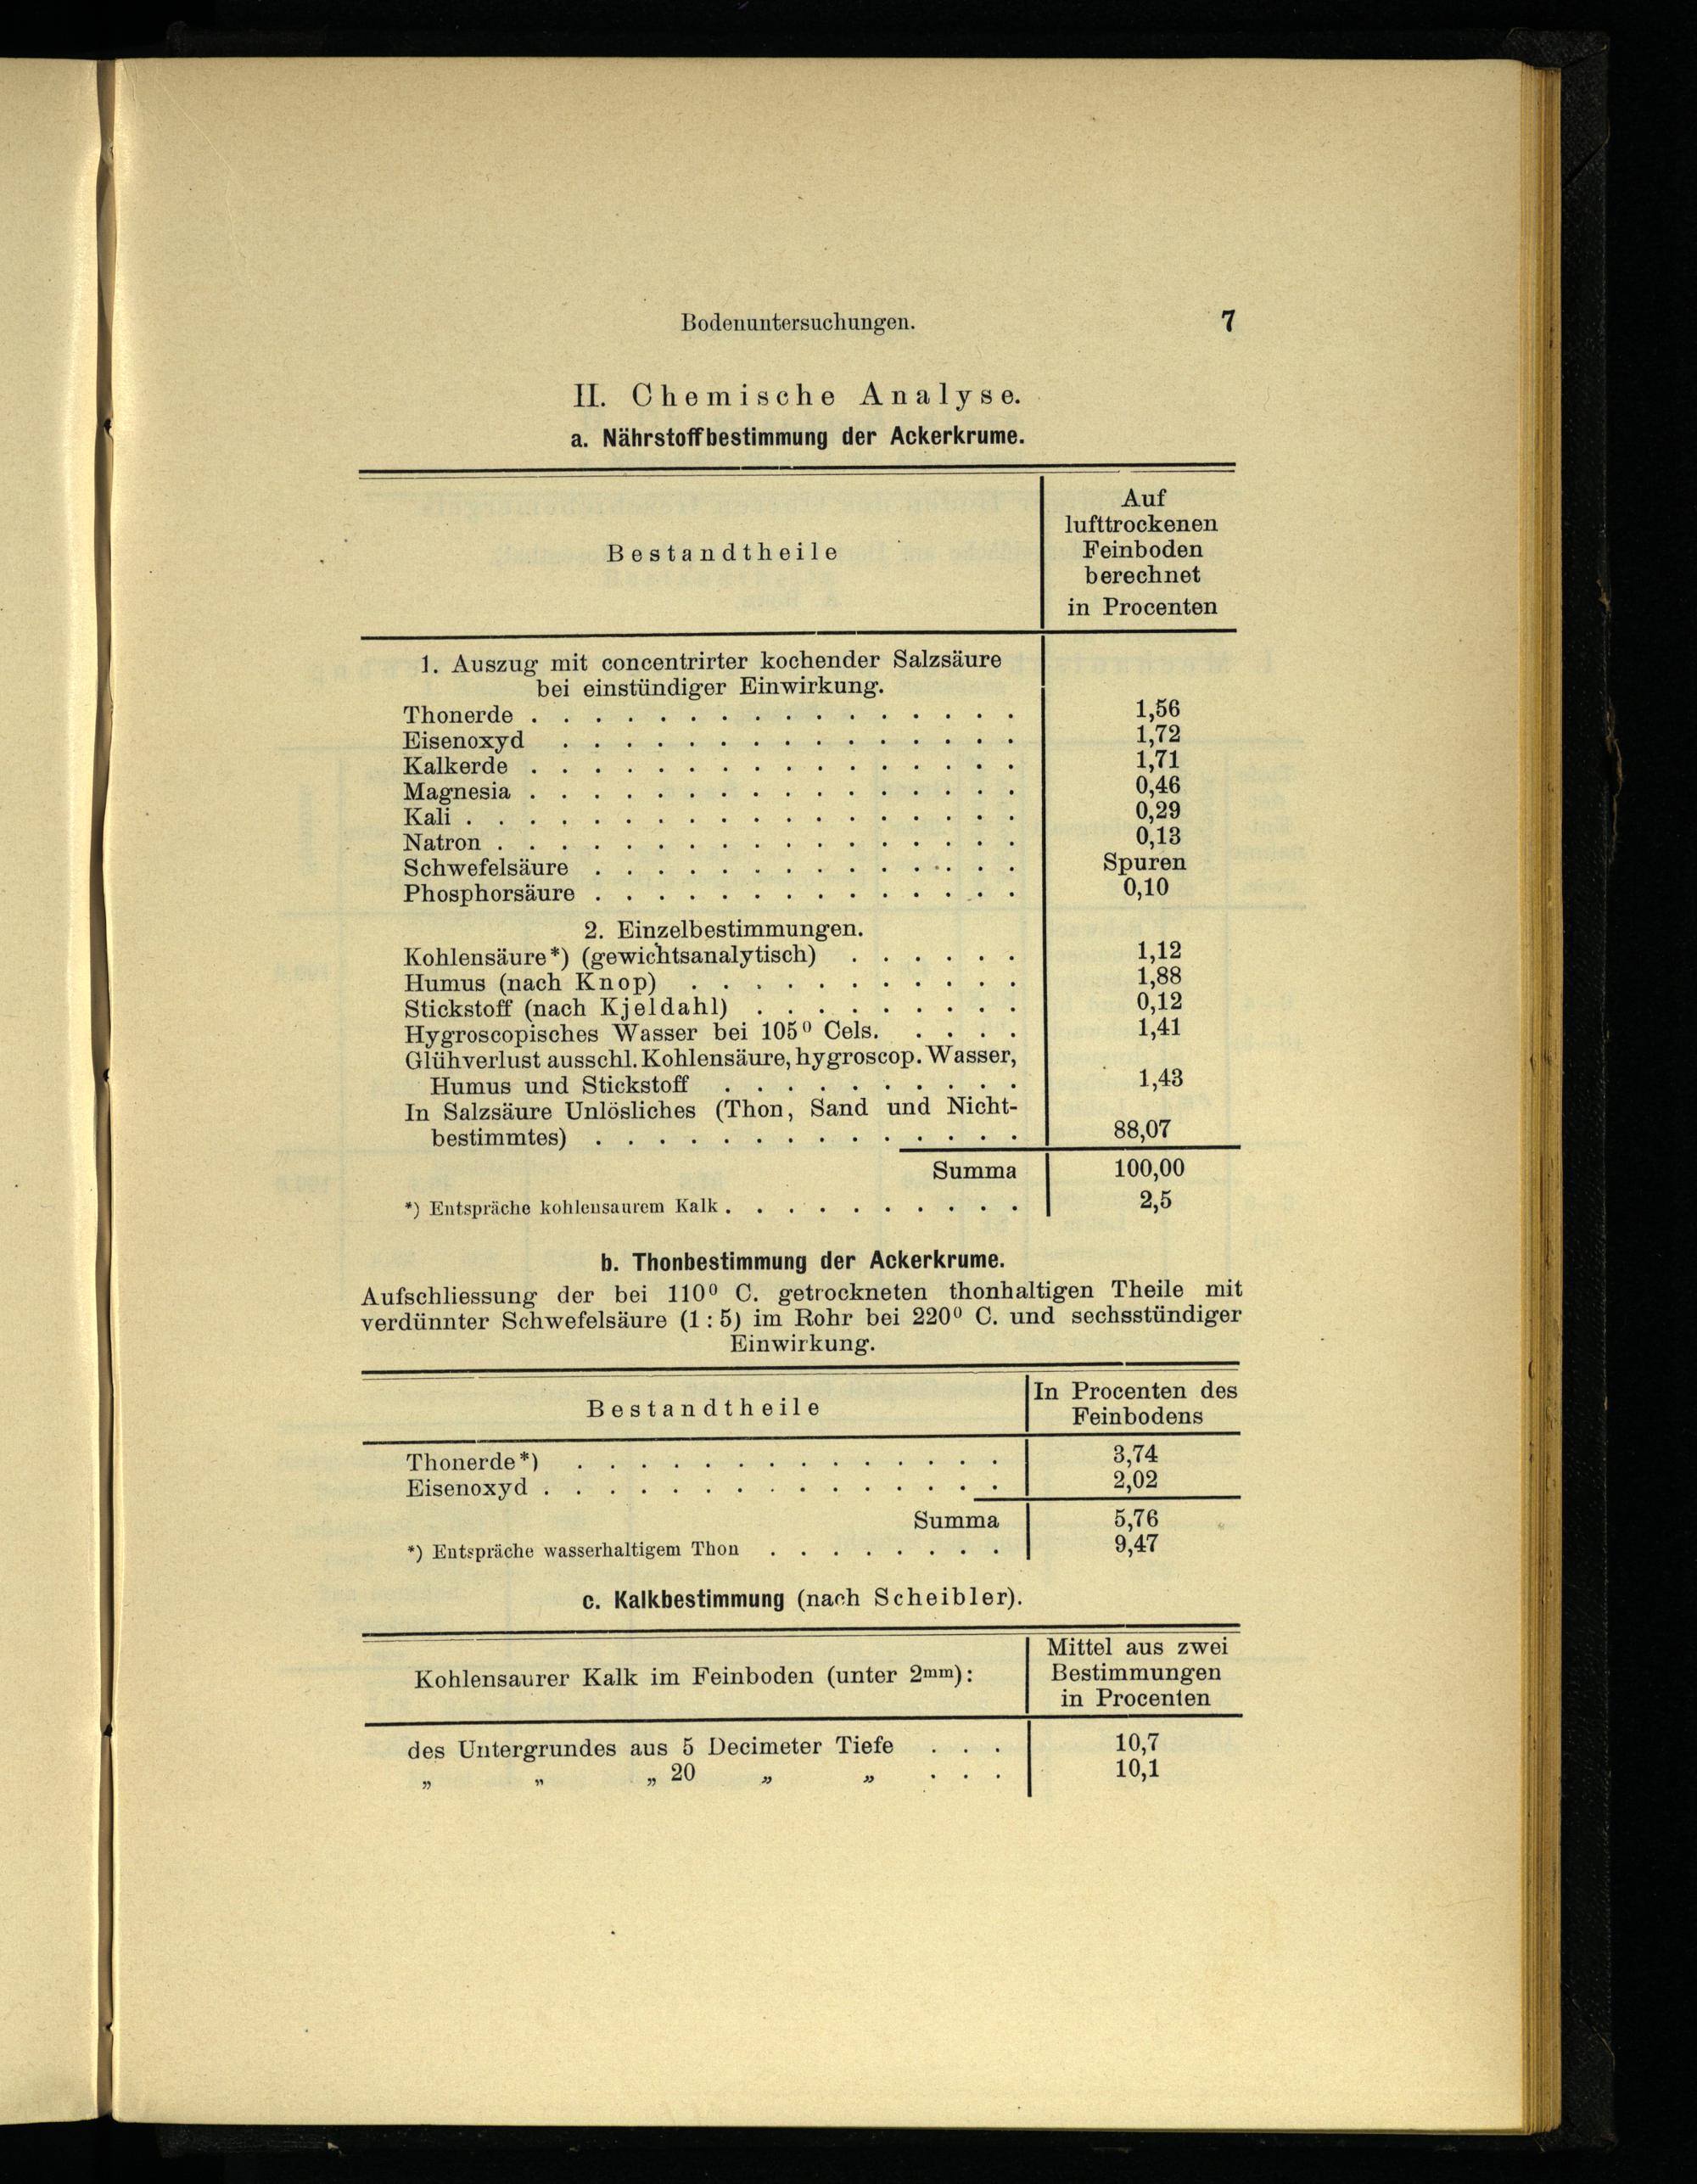 Bodenuntersuchungen. 7
II. Chemische Analyse.
a. Nährstoffbestimmung der Ackerkrume.
Bestandtheile
Auf
lufttrockenen
Feinboden
berechnet
in Procenten
1. Auszug mit concentrirter kochender Salzsäure
bei einstündiger Einwirkung.
Thonerde . . . . . . . . . . . . . . . . 1,56
Eisenoxyd . . . . . . . . . . . . . . . 1,72
Kalkerde . . . . . . . . . . . . . . . . 1,71
Magnesia . . . . . . . . . . . . . . . . 0,46
Kali . . . . . . . . . . . . . . . . . . 0,29
Natron . . . . . . . . . . . . . . . . . 0,13
Schwefelsäure . . . . . . . . . . . . . . Spuren
Phosphorsäure . . . . . . . . . . . . . . 0,10
2. Einzelbestimmungen.
Kohlensäure*) (gewichtsanalytisch) . . . . . . 1,12
Humus (nach Knop) . . . . . . . . . . . 1,88
Stickstoff (nach Kjeldahl) . . . . . . . . . 0,12
Hygroscopisches Wasser bei 105⁰ Cels. . . . . 1,41
Glühverlust ausschl. Kohlensäure, hygroscop. Wasser,
Humus und Stickstoff . . . . . . . . . . 1,43
In Salzsäure Unlösliches (Thon, Sand und Nicht-
bestimmtes) . . . . . . . . . . . . . . 88,07
Summa 100,00
*) Entspräche kohlensaurem Kalk . . . . . . . . . . 2,5
b. Thonbestimmung der Ackerkrume.
Aufschliessung der bei 110⁰ C. getrockneten thonhaltigen Theile mit
verdünnter Schwefelsäure (1 : 5) im Rohr bei 220⁰ C. und sechsstündiger
Einwirkung.
Bestandtheile
In Procenten des
Feinbodens
Thonerde*) . . . . . . . . . . . . . . 3,74
Eisenoxyd . . . . . . . . . . . . . . . 2,02
Summa 5,76
*) Entspräche wasserhaltigem Thon . . . . . . . . 9,47
c. Kalkbestimmung (nach Scheibler).
Kohlensaurer Kalk im Feinboden (unter 2mm):
Mittel aus zwei
Bestimmungen
in Procenten
des Untergrundes aus 5 Decimeter Tiefe . . . 10,7
„ „ „ 20 „ „ . . . 10,1